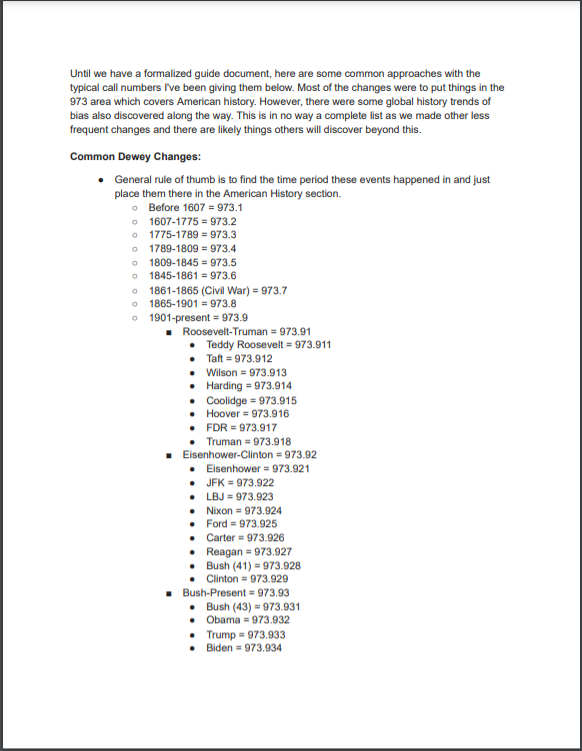 Until we have a formalized guide document, here are some common approaches with the
typical call numbers I've been giving them below. Most of the changes were to put things in the
973 area which covers American history. However, there were some global history trends of
bias also discovered along the way. This is in no way a complete list as we made other less
frequent changes and there are likely things others will discover beyond this.
Common Dewey Changes:
● General rule of thumb is to find the time period these events happened in and just
place them there in the American History section.
○ Before 1607 = 973.1
○ 1607-1775 = 973.2
○ 1775-1789 = 973.3
○ 1789-1809 = 973.4
○ 1809-1845 = 973.5
○ 1845-1861 = 973.6
○ 1861-1865 (Civil War) = 973.7
○ 1865-1901 = 973.8
○ 1901-present = 973.9
■ Roosevelt-Truman = 973.91
● Teddy Roosevelt = 973.911
● Taft = 973.912
● Wilson = 973.913
● Harding = 973.914
● Coolidge = 973.915
● Hoover = 973.916
● FDR = 973.917
● Truman = 973.918
■ Eisenhower-Clinton = 973.92
● Eisenhower = 973.921
● JFK = 973.922
● LBJ = 973.923
● Nixon = 973.924
● Ford = 973.925
● Carter = 973.926
● Reagan = 973.927
● Bush (41) = 973.928
● Clinton = 973.929
■ Bush-Present = 973.93
● Bush (43) = 973.931
● Obama = 973.932
● Trump = 973.933
● Biden = 973.934